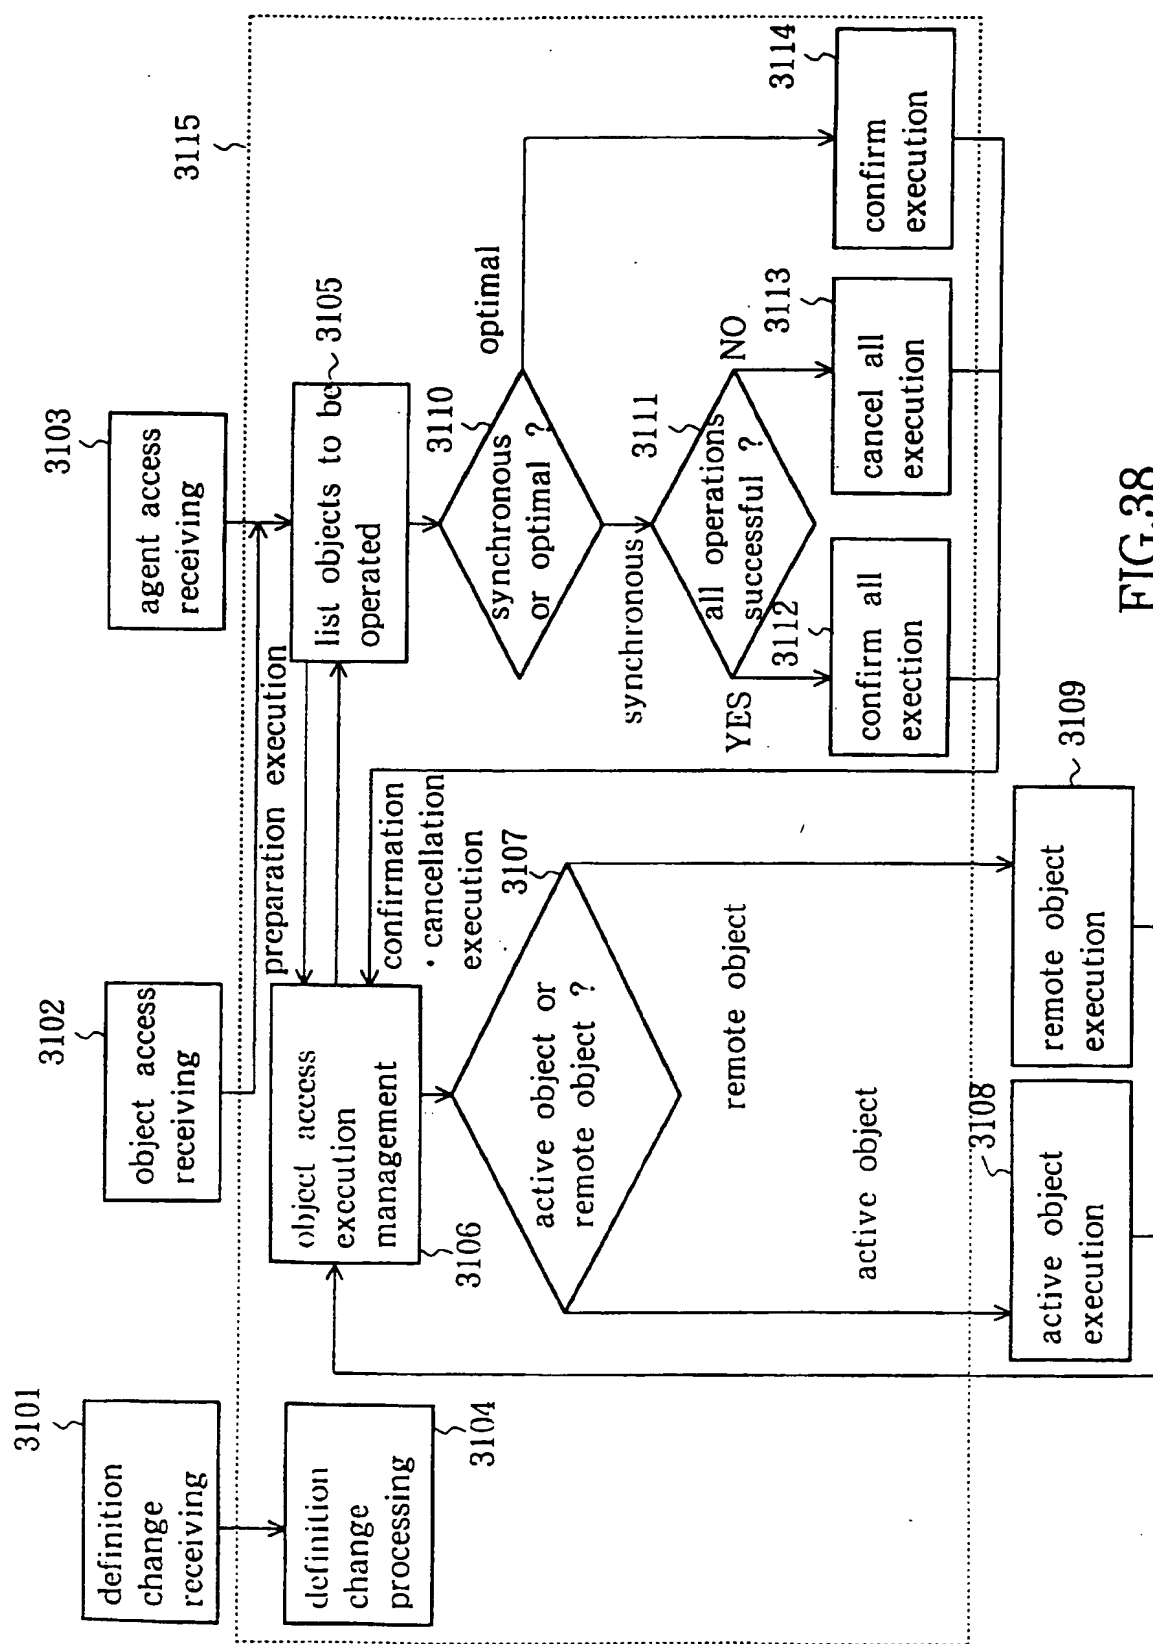 3101
definition
change
receiving
3102
object access
receiving
3103
agent access
receiving
3115
definition
change
processing
3104
preparation execution
object access
execution
management
3106
list objects to be
operated
3105
confirmation
· cancellation
execution
3107
active object or
remote object ?
3110
synchronous
or optimal ?
optimal
synchronous
3111
all operations
successful ?
YES
NO
3112
confirm all
exection
3113
cancel all
execution
3114
confirm
execution
remote object
active object
3108
active object
execution
3109
remote object
execution
FIG.38